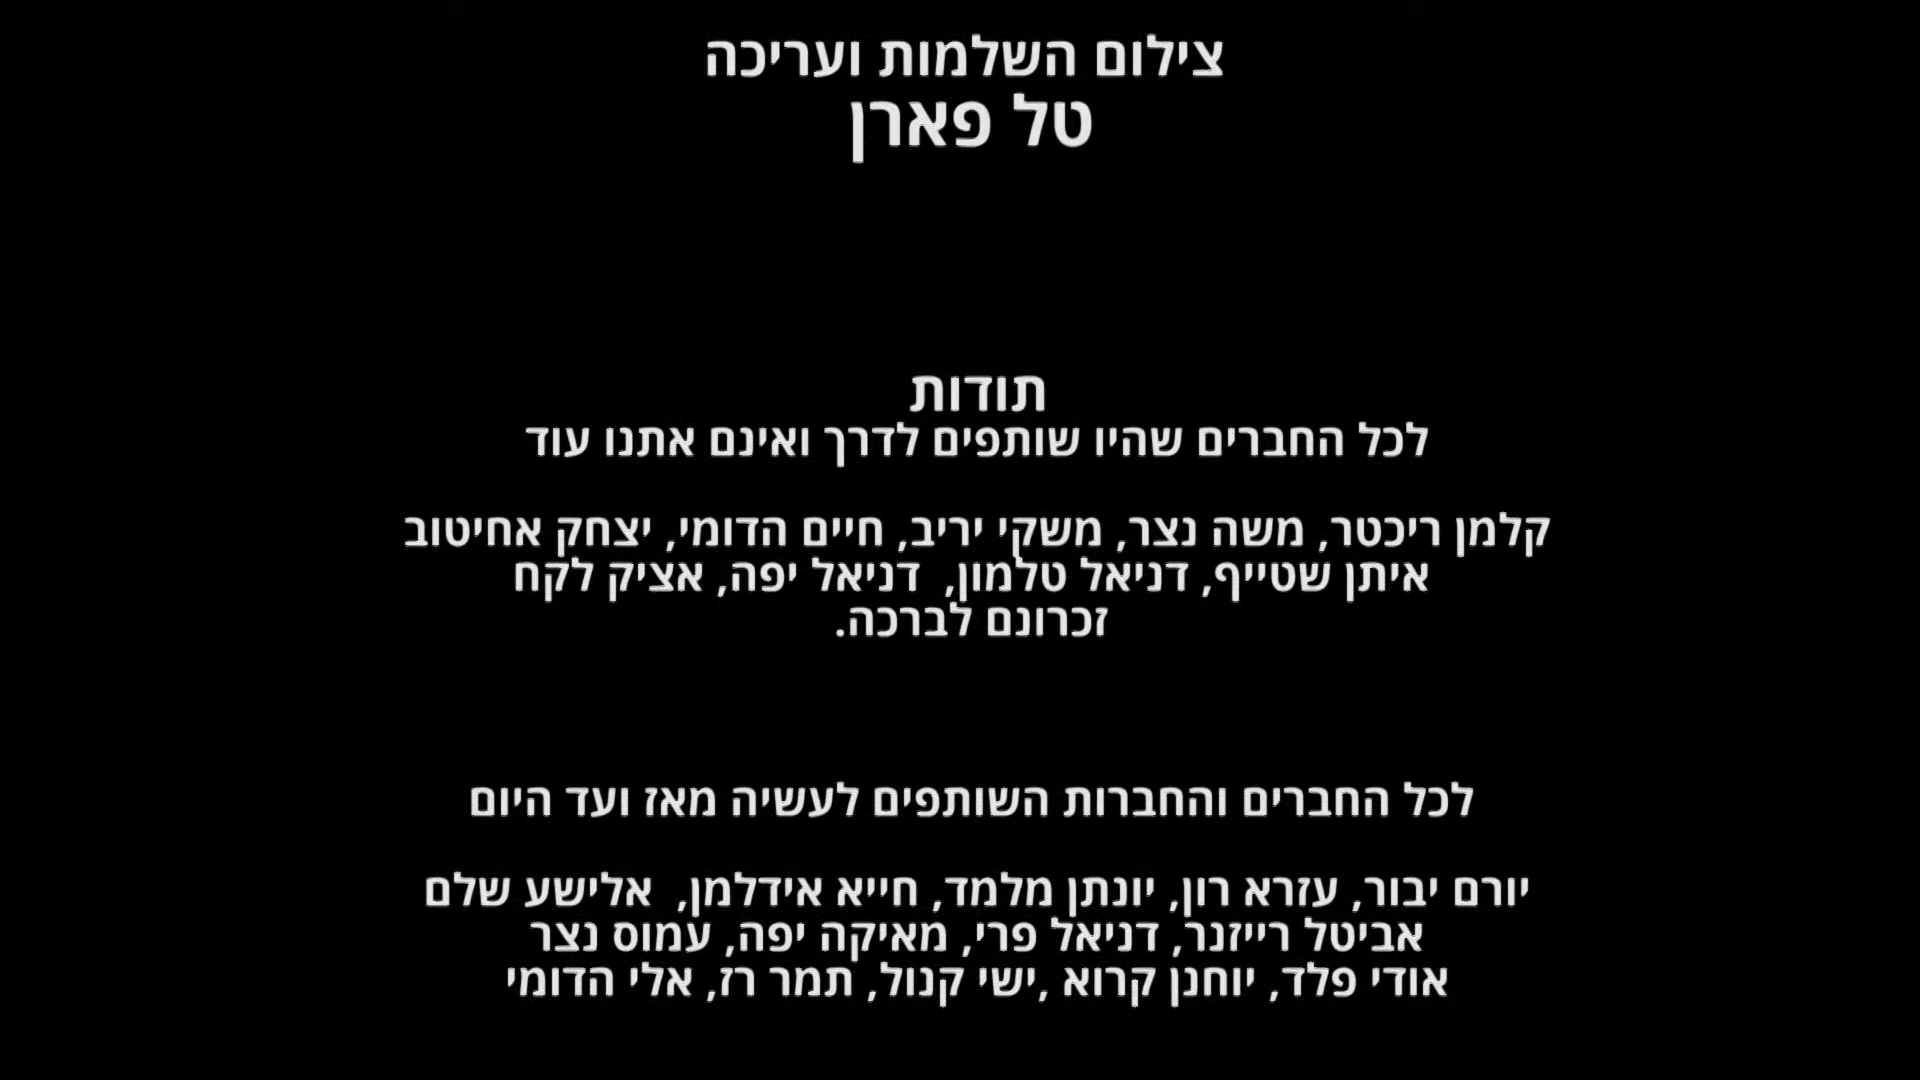 צילום השלמות ועריכה
טל פארן
תודות
לכל החברים שהיו שותפים לדרך ואינם אתנו עוד
קלמן ריכטר, משה נצר, משקי יריב, חיים הדומי, יצחק אחיטוב
איתן שטייף, דניאל טלמון, דניאל יפה, אציק לקח
זכרונם לברכה.
לכל החברים והחברות השותפים לעשיה מאז ועד היום
יורם יבור, עזרא רון, יונתן מלמד, חייא אידלמן, אלישע שלם
אביטל רייזנר, דניאל פרי, מאיקה יפה, עמוס נצר
אודי פלד, יוחנן קרוא ,ישי קנול, תמר רז, אלי הדומי